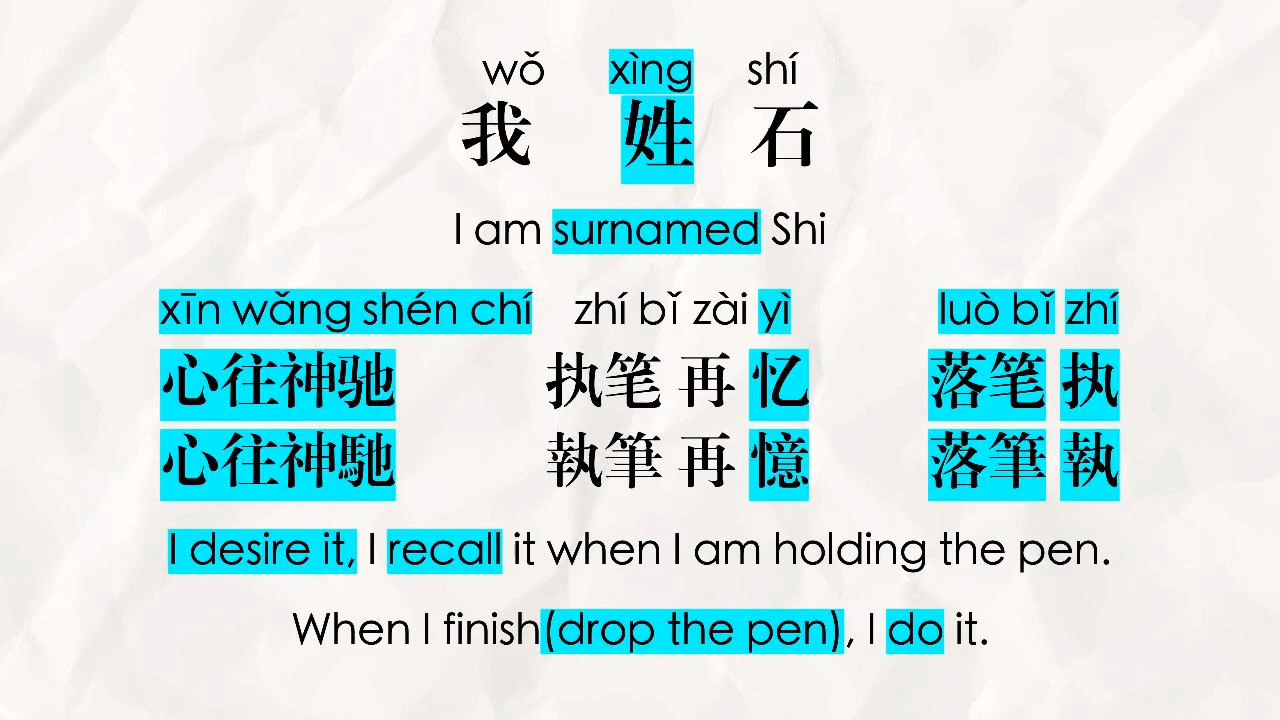 wǒ xìng shí
我 姓 石
I am surnamed Shi
xīn wǎng shén chí zhí bǐ zài yì luò bǐ zhí
心往神驰 执笔 再 忆 落笔 执
心往神馳 執筆 再 憶 落筆 執
I desire it, I recall it when I am holding the pen.
When I finish(drop the pen), I do it.